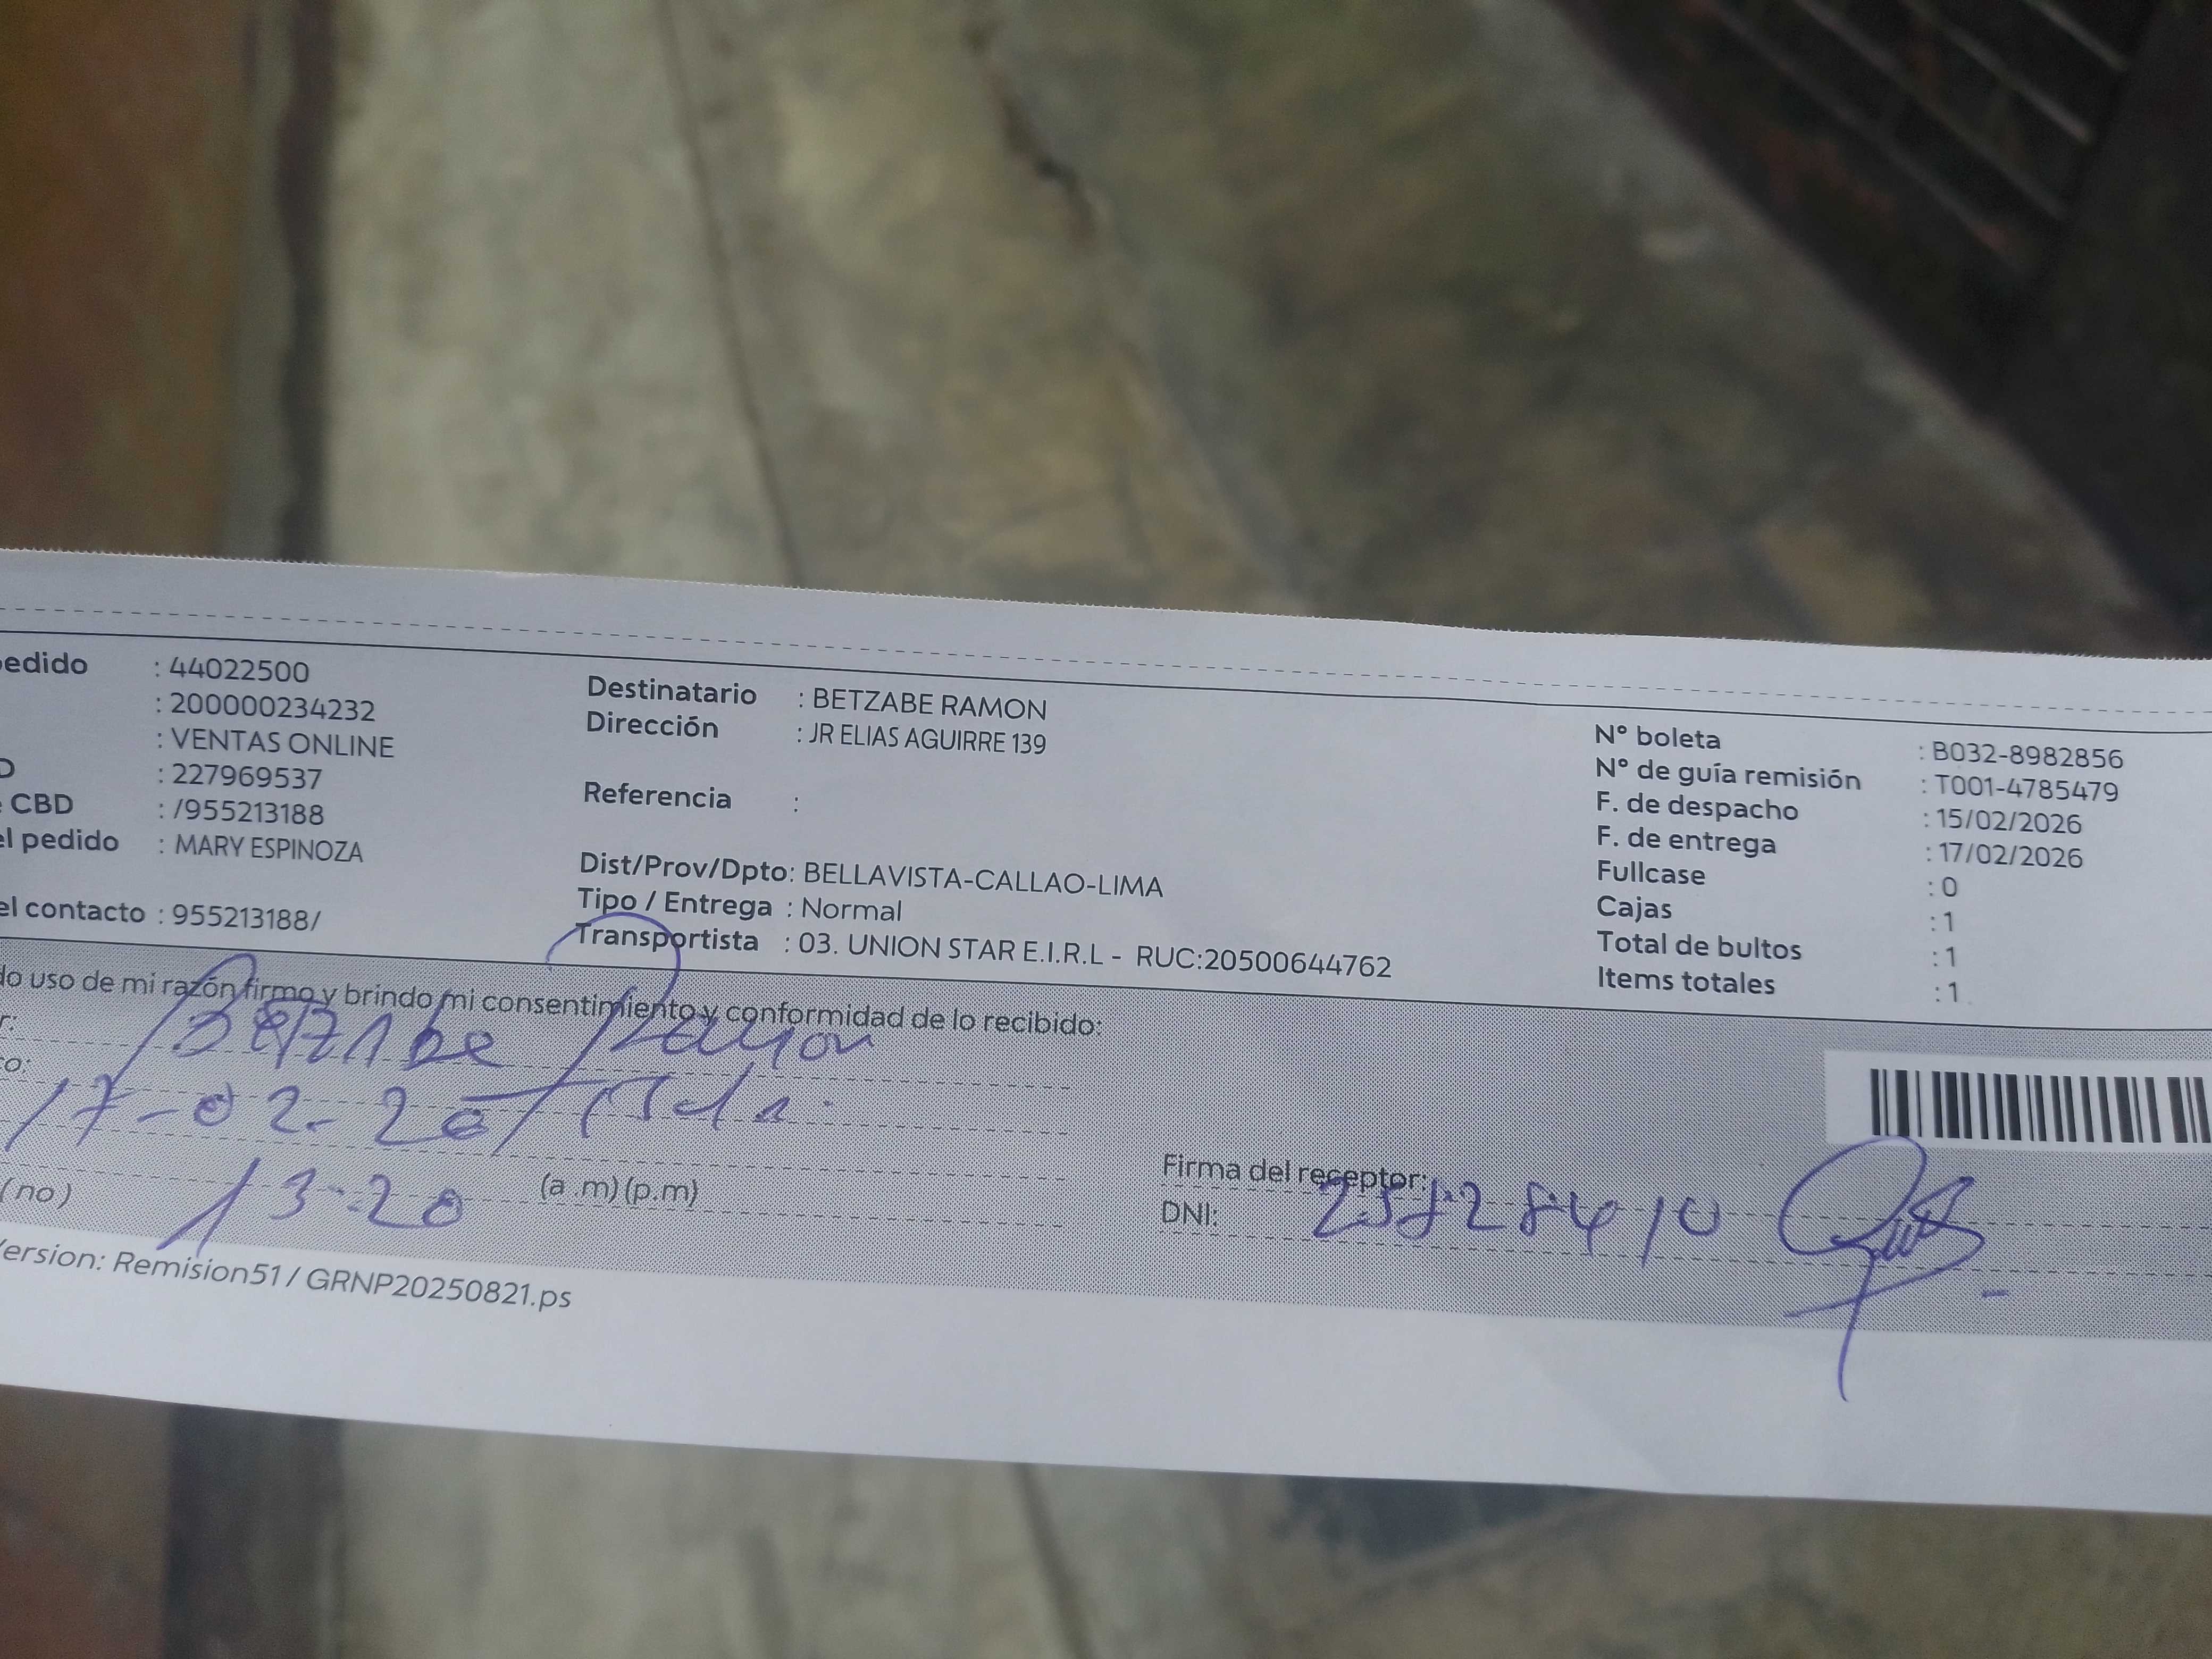 edido : 44022500
: 200000234232
: VENTAS ONLINE
D : 227969537
CBD : /955213188
el pedido : MARY ESPINOZA
el contacto : 955213188/
Destinatario : BETZABE RAMON
Dirección : JR ELIAS AGUIRRE 139
Referencia :
Dist/Prov/Dpto: BELLAVISTA-CALLAO-LIMA
Tipo / Entrega : Normal
Transportista : 03. UNION STAR E.I.R.L - RUC:20500644762
N° boleta : B032-8982856
N° de guía remisión : T001-4785479
F. de despacho : 15/02/2026
F. de entrega : 17/02/2026
Fullcase : 0
Cajas : 1
Total de bultos : 1
Items totales : 1
do uso de mi razón firmo y brindo mi consentimiento y conformidad de lo recibido:
r: Betzabe Ramon
o: 17-02-20
(no) 13:20 (a .m) (p.m)
Firma del receptor:
DNI:
Version: Remision51 / GRNP20250821.ps